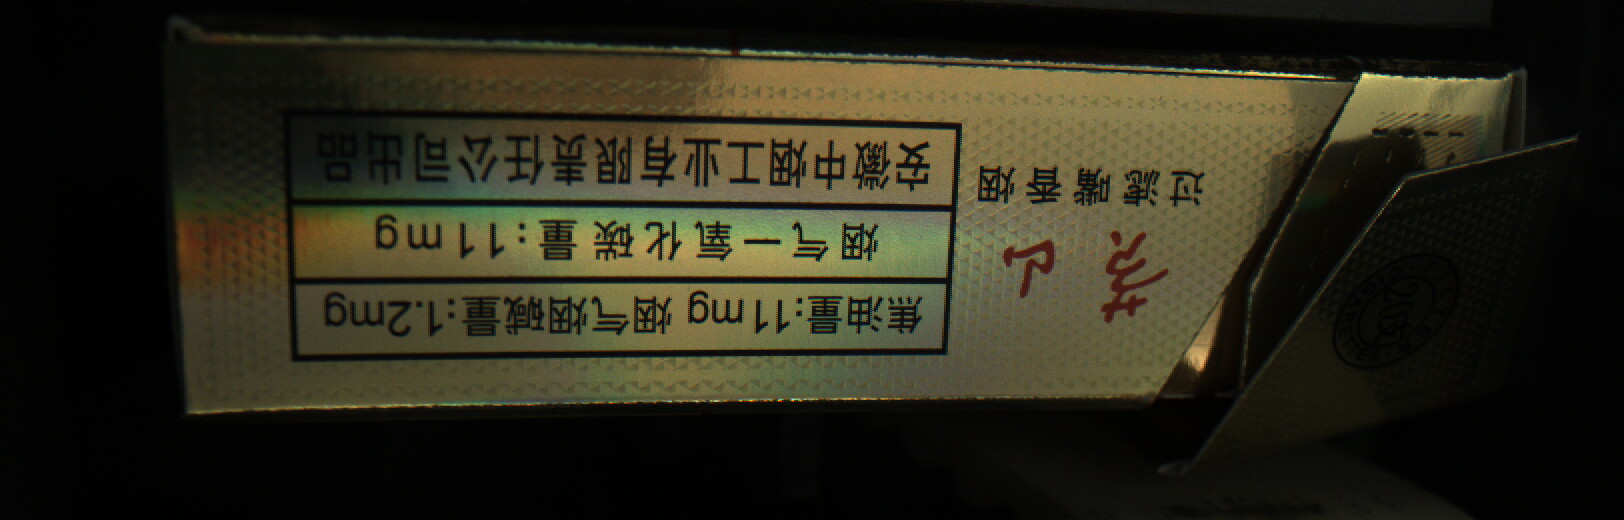 黄山
过滤嘴香烟
焦油量:11mg 烟气烟碱量:1.2mg
烟气一氧化碳量:11mg
安徽中烟工业有限责任公司出品